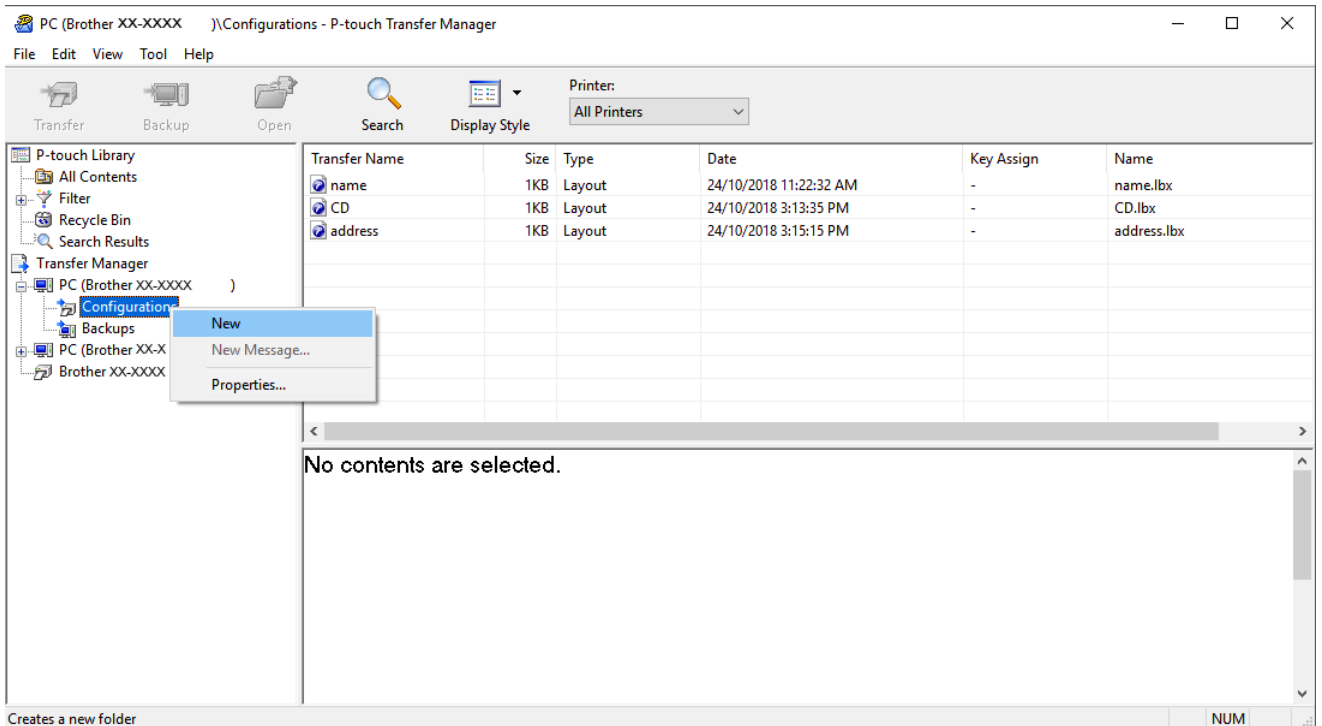 PC (Brother XX-XXXX )\Configurations - P-touch Transfer Manager
File Edit View Tool Help
Transfer Backup Open Search Display Style
Printer:
All Printers
P-touch Library
All Contents
Filter
Recycle Bin
Search Results
Transfer Manager
PC (Brother XX-XXXX )
Configurations
Backups
PC (Brother XX-X
Brother XX-XXXX
New
New Message...
Properties...
Transfer Name Size Type Date Key Assign Name
name 1KB Layout 24/10/2018 11:22:32 AM - name.lbx
CD 1KB Layout 24/10/2018 3:13:35 PM - CD.lbx
address 1KB Layout 24/10/2018 3:15:15 PM - address.lbx
No contents are selected.
Creates a new folder NUM